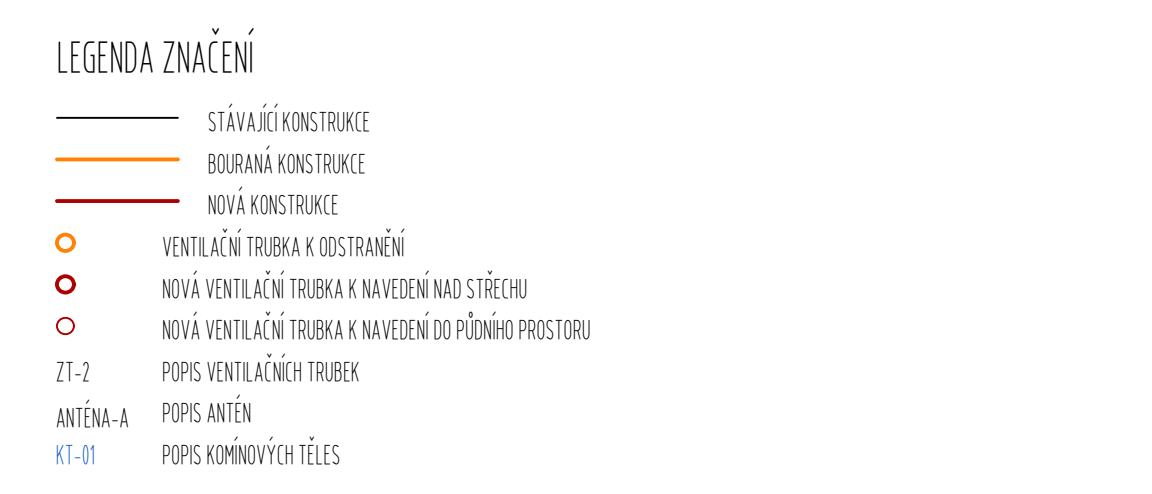 LEGENDA ZNAČENÍ
STÁVAJÍCÍ KONSTRUKCE
BOURANÁ KONSTRUKCE
NOVÁ KONSTRUKCE
VENTILAČNÍ TRUBKA K ODSTRANĚNÍ
NOVÁ VENTILAČNÍ TRUBKA K NAVEDENÍ NAD STŘECHU
NOVÁ VENTILAČNÍ TRUBKA K NAVEDENÍ DO PŮDNÍHO PROSTORU
ZT-2 POPIS VENTILAČNÍCH TRUBEK
ANTÉNA-A POPIS ANTÉN
KT-01 POPIS KOMÍNOVÝCH TĚLES